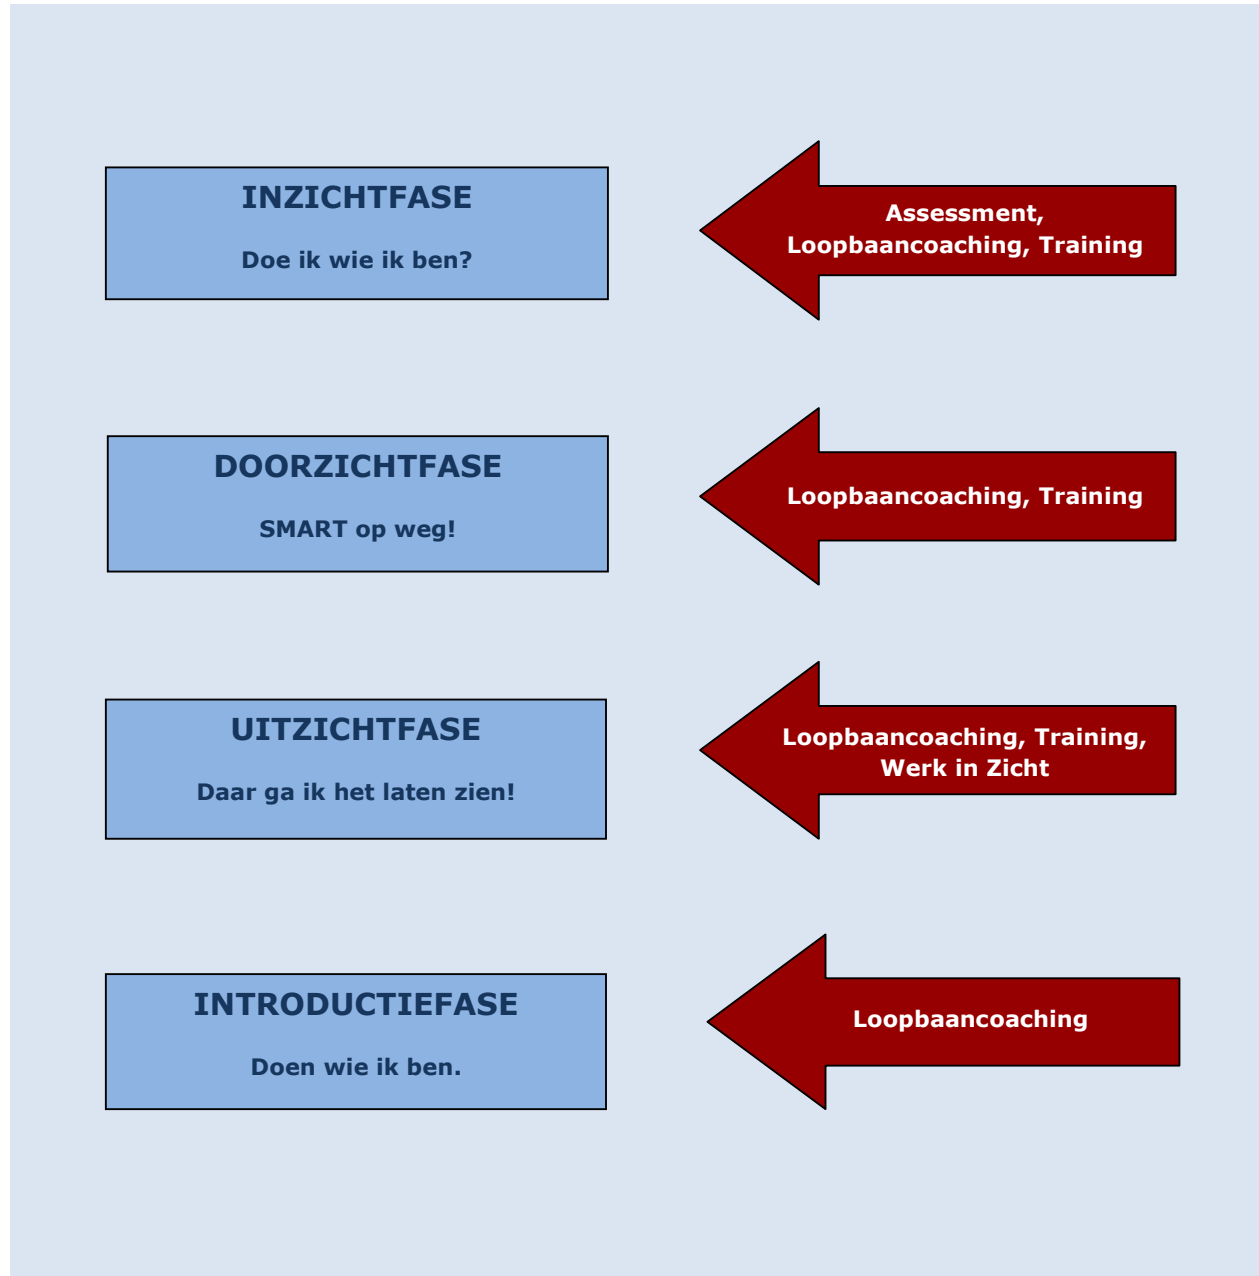 INZICHTFASE
Doe ik wie ik ben?
Assessment,
Loopbaancoaching, Training
DOORZICHTFASE
SMART op weg!
Loopbaancoaching, Training
UITZICHTFASE
Daar ga ik het laten zien!
Loopbaancoaching, Training,
Werk in Zicht
INTRODUCTIEFASE
Doen wie ik ben.
Loopbaancoaching